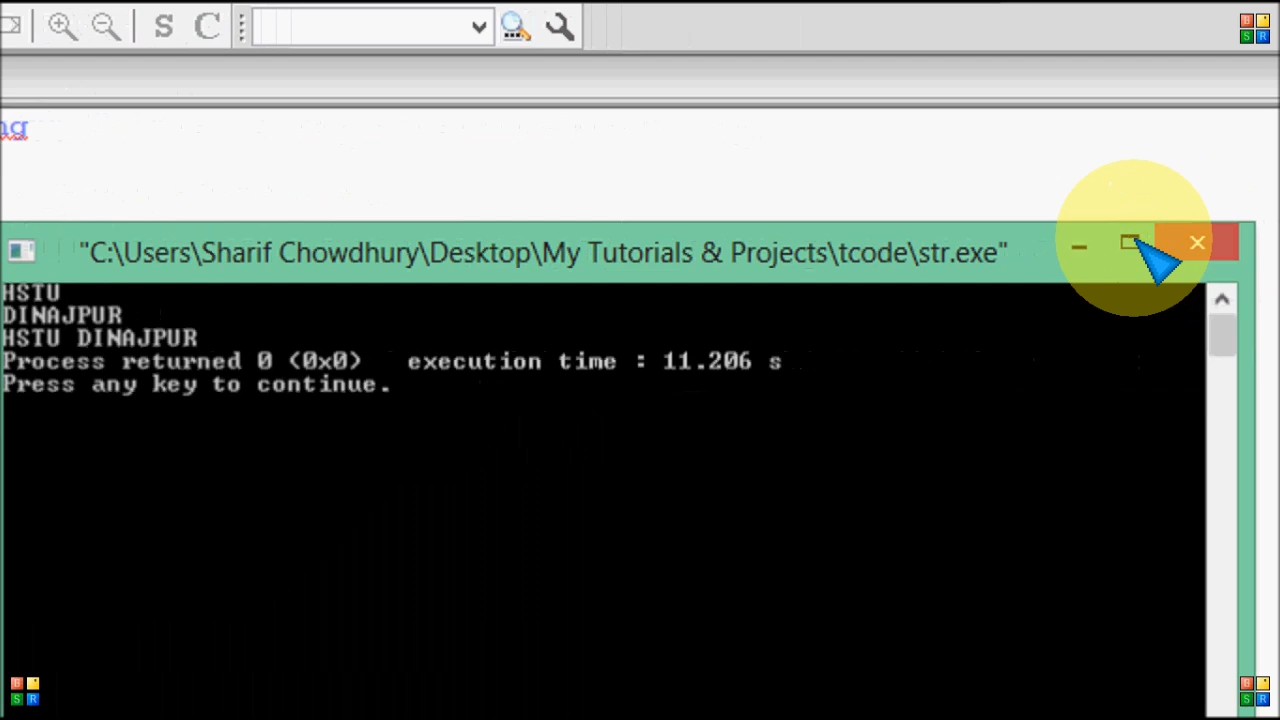 S C
ng
"C:\Users\Sharif Chowdhury\Desktop\My Tutorials & Projects\tcode\str.exe"
HSTU
DINAJPUR
HSTU DINAJPUR
Process returned 0 (0x0)   execution time : 11.206 s
Press any key to continue.